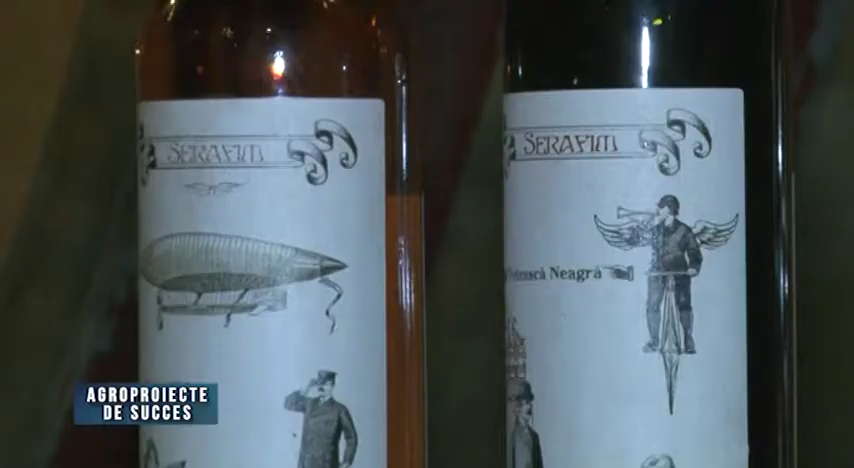 SERAFIM
SERAFIM
Fetească Neagră
AGROPROIECTE
DE SUCCES